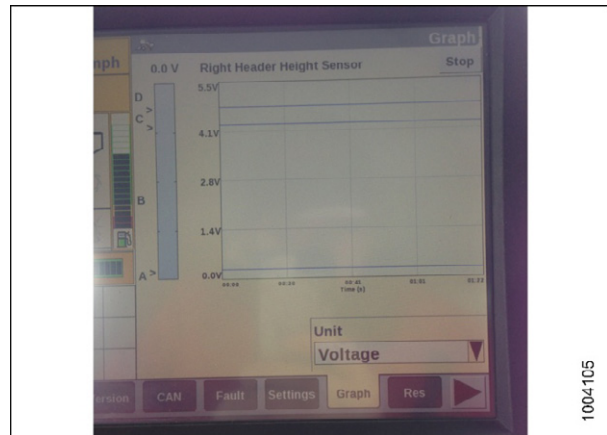 Graph
mph
0.0 V Right Header Height Sensor Stop
D
5.5V
C
4.1V
2.8V
B
1.4V
A
0.0V
Time [s]
Unit
Voltage
ersion CAN Fault Settings Graph Res
1004105